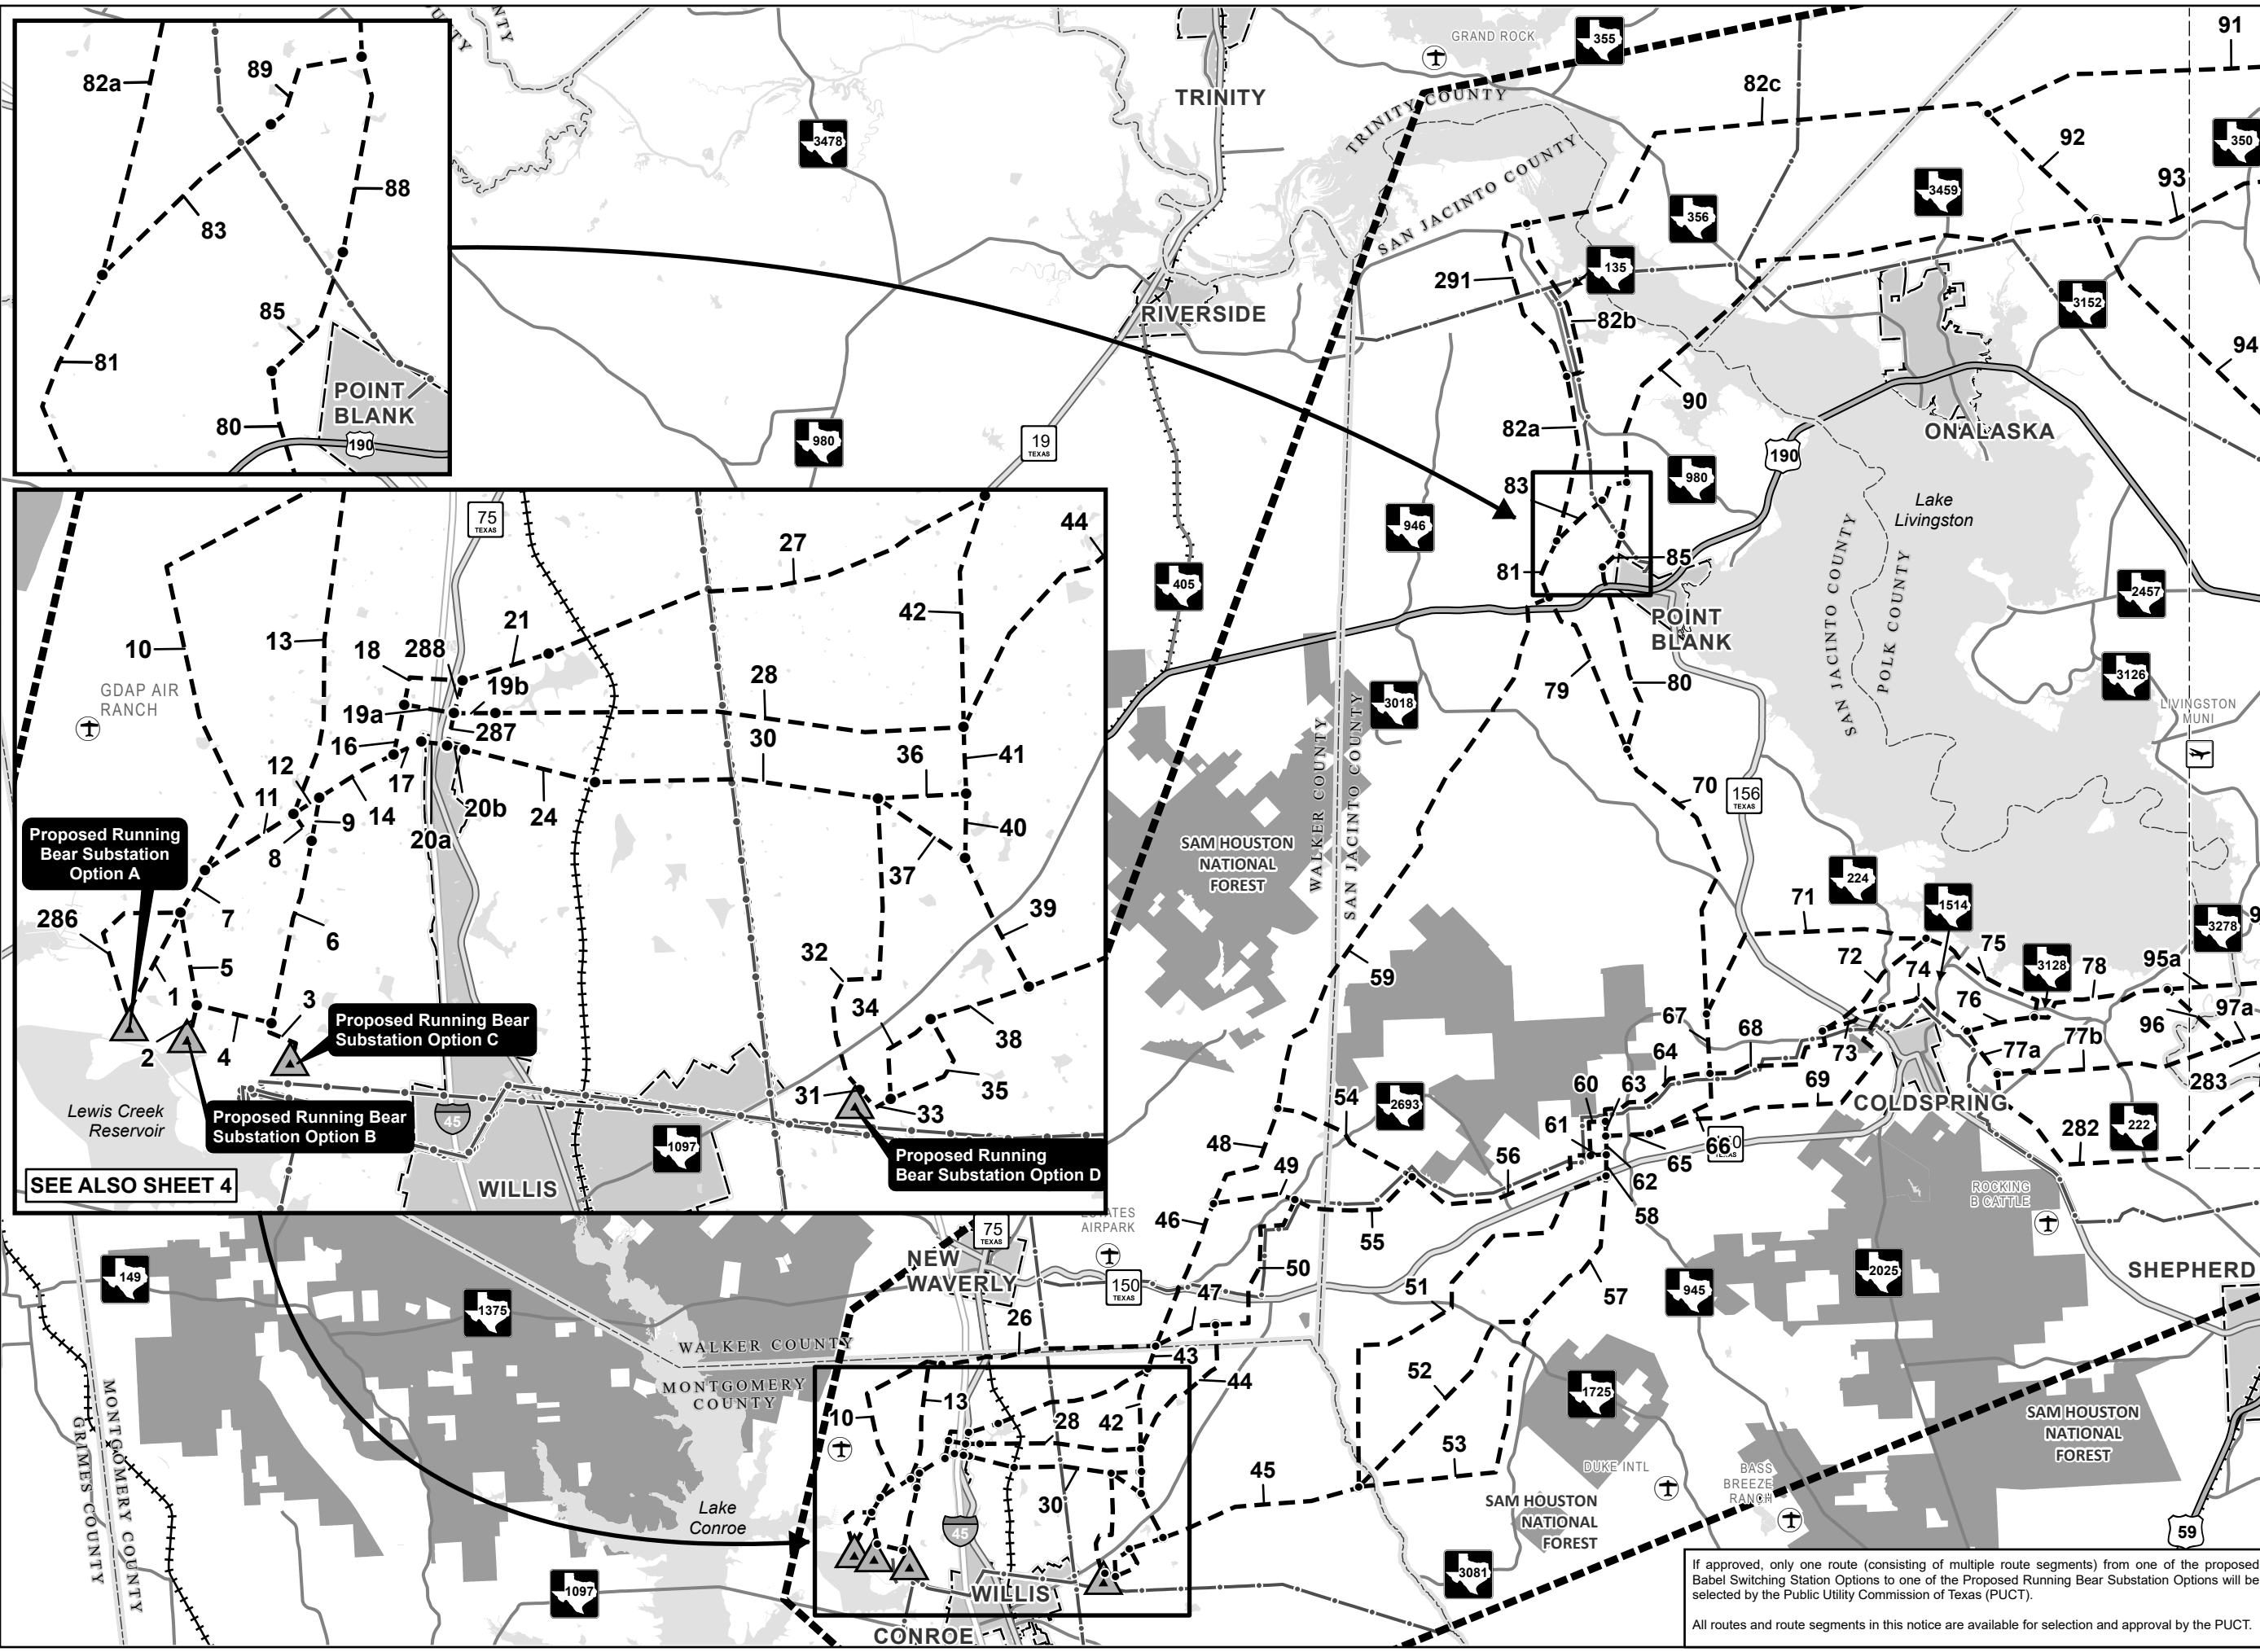 82a
89
88
83
85
81
80
POINT
BLANK
190
TRINITY
GRAND ROCK
355
TRINITY COUNTY
SAN JACINTO COUNTY
82c
91
92
350
93
3459
356
135
3478
291
82b
3152
94
RIVERSIDE
90
ONALASKA
82a
190
980
19
TEXAS
83
980
946
Lake
Livingston
405
81
85
POINT
BLANK
SAN JACINTO COUNTY
POLK COUNTY
2457
3126
LIVINGSTON
MUNI
79
80
3018
WALKER COUNTY
SAN JACINTO COUNTY
70
156
TEXAS
SAM HOUSTON
NATIONAL
FOREST
224
1514
71
72
74
75
3128
78
95a
3278
9
59
76
96
97a
67
68
64
73
77a
77b
283
60
63
69
61
54
2693
COLDSPRING
222
282
48
49
56
66
65
62
58
ROCKING
B CATTLE
46
55
50
47
51
57
945
2025
SHEPHERD
75
TEXAS
10
13
18
288
21
27
42
44
GDAP AIR
RANCH
19b
19a
28
287
16
17
30
36
41
12
11
9
14
8
20a
20b
24
40
37
Proposed Running
Bear Substation
Option A
286
7
6
39
32
5
1
3
34
38
Proposed Running Bear
Substation Option C
2
4
35
31
33
Lewis Creek
Reservoir
Proposed Running Bear
Substation Option B
45
1097
Proposed Running
Bear Substation Option D
SEE ALSO SHEET 4
WILLIS
AIRPARK
75
TEXAS
NEW
WAVERLY
150
TEXAS
149
1375
26
WALKER COUNTY
MONTGOMERY
COUNTY
43
44
10
13
28
42
52
1725
53
DUKE INTL
BASS
BREEZE
RANCH
SAM HOUSTON
NATIONAL
FOREST
MONTGOMERY COUNTY
GRIMES COUNTY
30
45
Lake
Conroe
45
SAM HOUSTON
NATIONAL
FOREST
59
1097
WILLIS
CONROE
3081
If approved, only one route (consisting of multiple route segments) from one of the proposed
Babel Switching Station Options to one of the Proposed Running Bear Substation Options will be
selected by the Public Utility Commission of Texas (PUCT).
All routes and route segments in this notice are available for selection and approval by the PUCT.